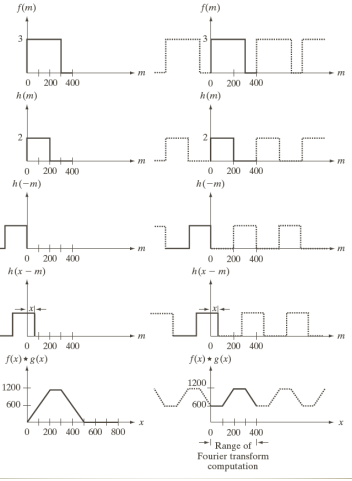 f(m) f(m)
3 3
m m
0 200 400 0 200 400
h(m) h(m)
2 2
m m
0 200 400 0 200 400
h(−m) h(−m)
m m
0 200 400 0 200 400
h(x − m) h(x − m)
x x
m m
0 200 400 0 200 400
f(x) ★ g(x) f(x) ★ g(x)
1200 1200
600 600
x x
0 200 400 600 800 0 200 400
Range of
Fourier transform
computation